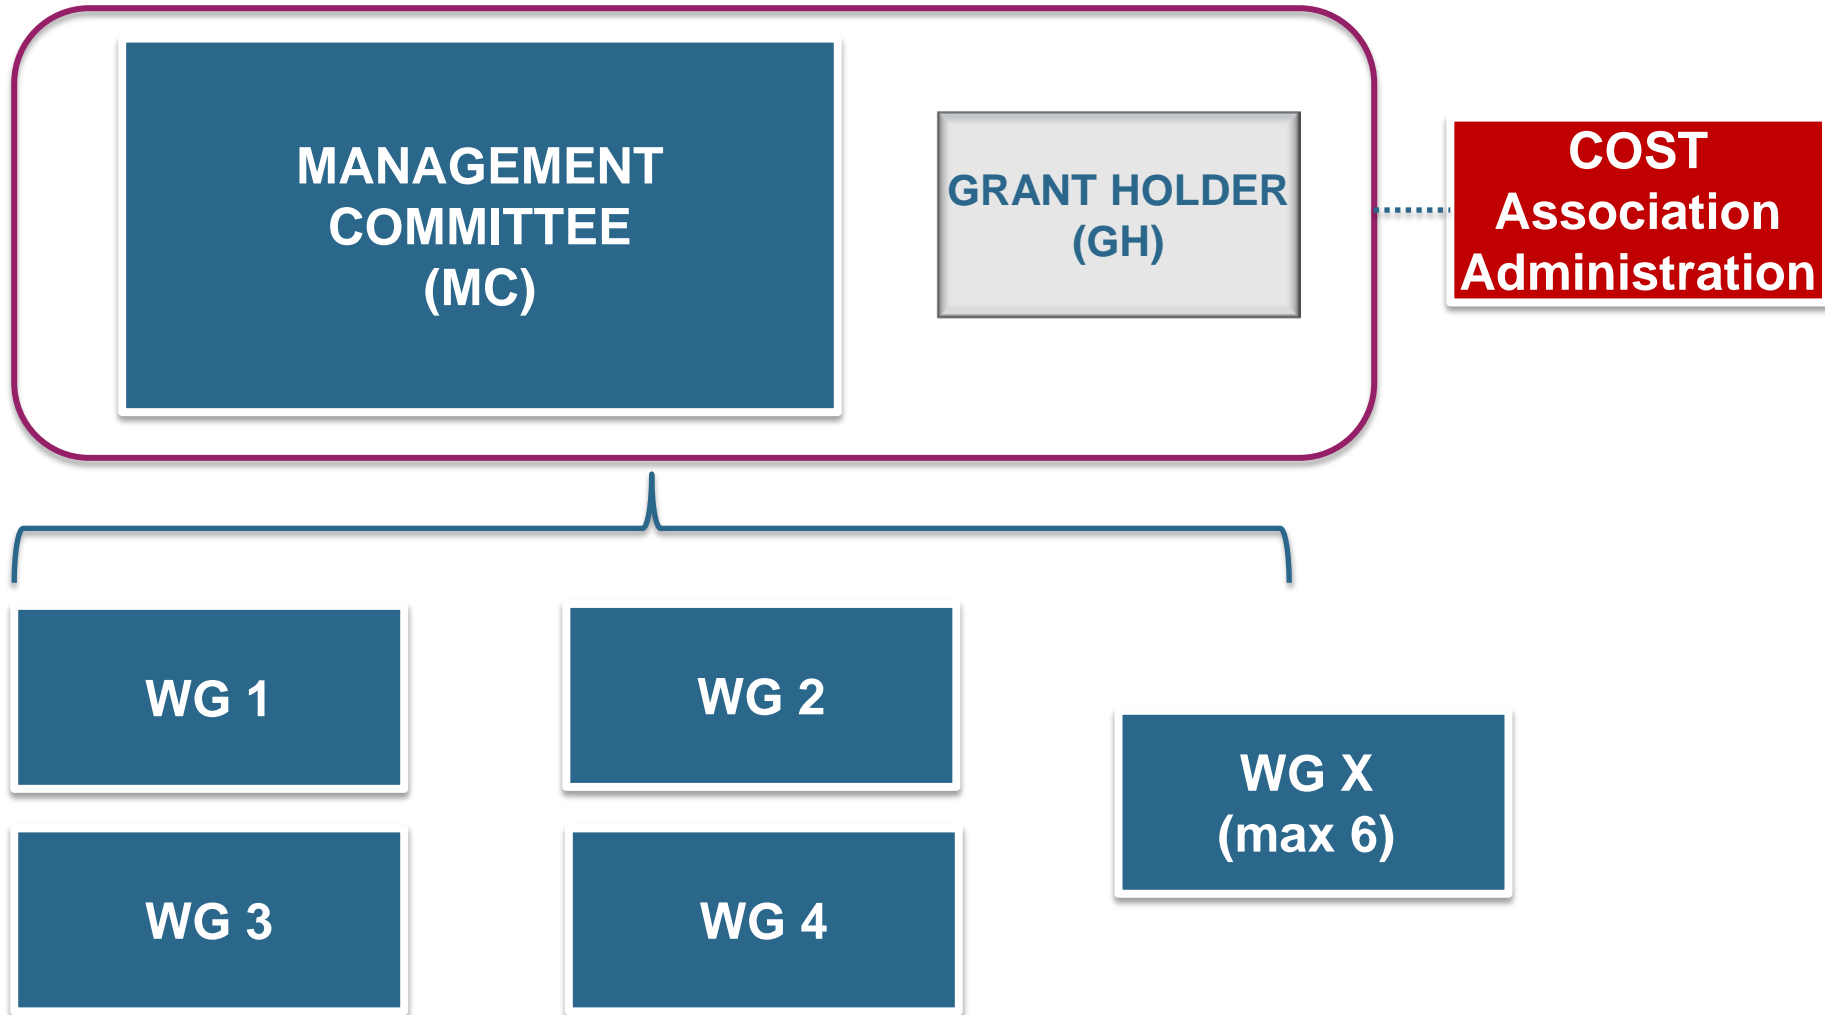 MANAGEMENT
COMMITTEE
(MC)
GRANT HOLDER
(GH)
COST
Association
Administration
WG 1
WG 2
WG X
(max 6)
WG 3
WG 4